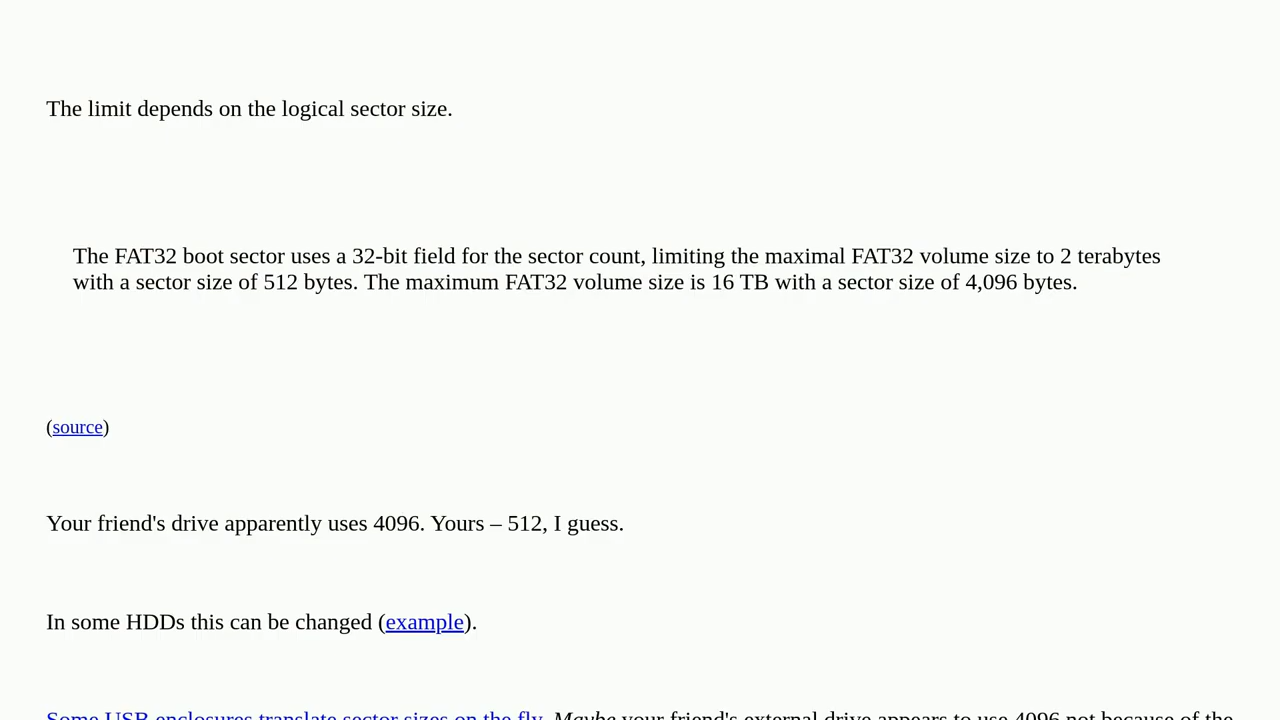 The limit depends on the logical sector size.
The FAT32 boot sector uses a 32-bit field for the sector count, limiting the maximal FAT32 volume size to 2 terabytes
with a sector size of 512 bytes. The maximum FAT32 volume size is 16 TB with a sector size of 4,096 bytes.
(source)
Your friend's drive apparently uses 4096. Yours – 512, I guess.
In some HDDs this can be changed (example).
Some USB enclosures translate sector sizes on the fly. Maybe your friend's external drive appears to use 4096 not because of the